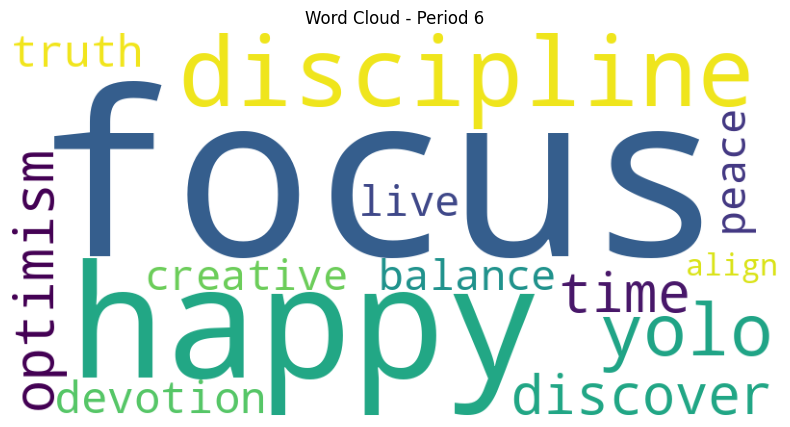 Word Cloud - Period 6
truth
discipline
focus
peace
optimism
live
creative
balance
align
happy
time
yolo
devotion
discover